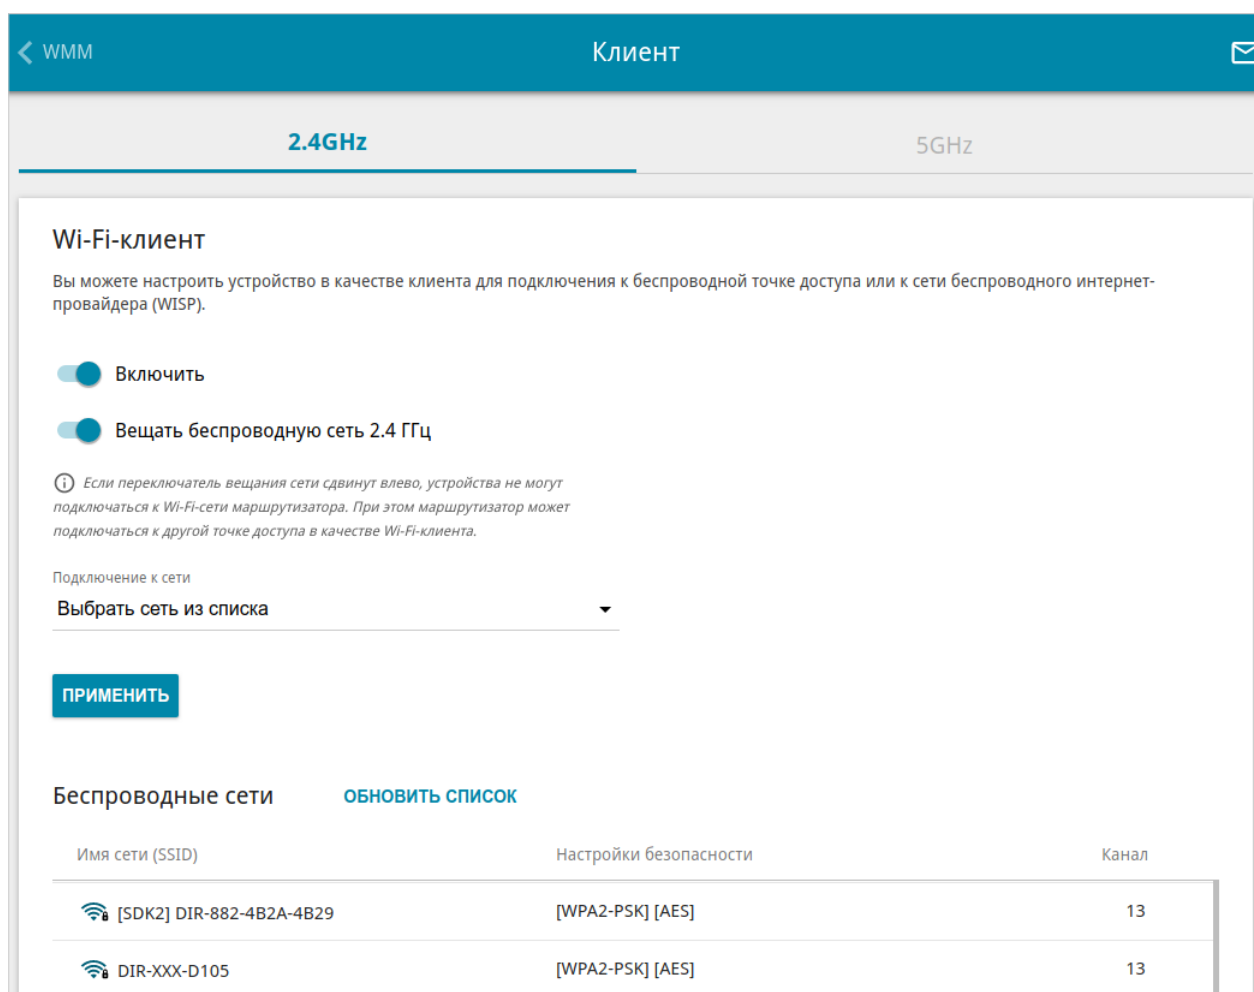 WMM
Клиент
2.4GHz
5GHz
Wi-Fi-клиент
Вы можете настроить устройство в качестве клиента для подключения к беспроводной точке доступа или к сети беспроводного интернет-
провайдера (WISP).
Включить
Вещать беспроводную сеть 2.4 ГГц
Если переключатель вещания сети сдвинут влево, устройства не могут
подключаться к Wi-Fi-сети маршрутизатора. При этом маршрутизатор может
подключаться к другой точке доступа в качестве Wi-Fi-клиента.
Подключение к сети
Выбрать сеть из списка
ПРИМЕНИТЬ
Беспроводные сети ОБНОВИТЬ СПИСОК
Имя сети (SSID) Настройки безопасности Канал
[SDK2] DIR-882-4B2A-4B29 [WPA2-PSK] [AES] 13
DIR-XXX-D105 [WPA2-PSK] [AES] 13